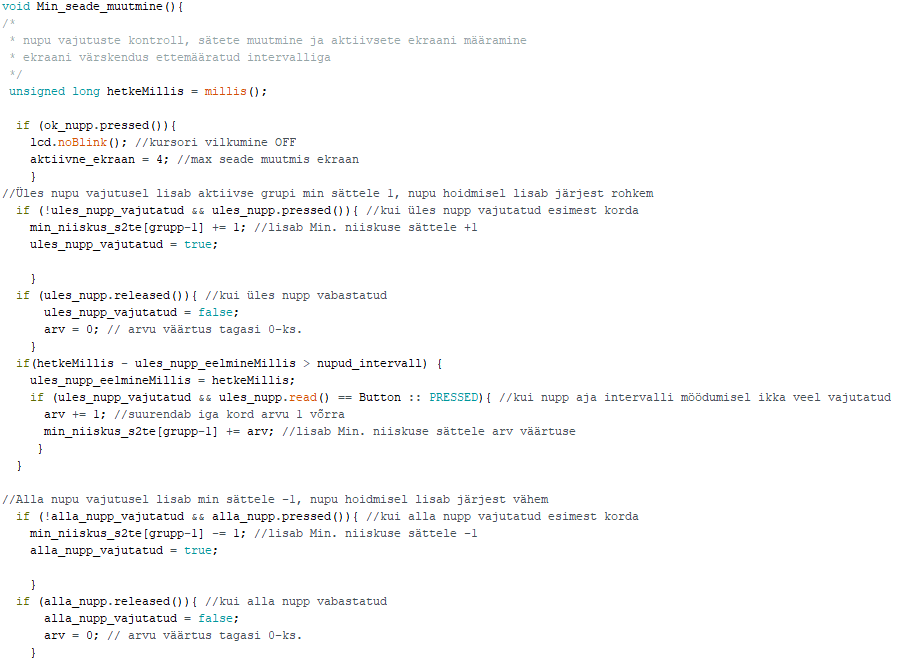 void Min_seade_muutmine(){
/*
 * nupu vajutuste kontroll, sätete muutmine ja aktiivsete ekraani määramine
 * ekraani värskendus ettemääratud intervalliga
 */
 unsigned long hetkeMillis = millis();
  if (ok_nupp.pressed()){
    lcd.noBlink(); //kursori vilkumine OFF
    aktiivne_ekraan = 4; //max seade muutmis ekraan
    }
//Üles nupu vajutusel lisab aktiivse grupi min sättele 1, nupu hoidmisel lisab järjest rohkem
  if (!ules_nupp_vajutatud && ules_nupp.pressed()){ //kui üles nupp vajutatud esimest korda
    min_niiskus_s2te[grupp-1] += 1; //lisab Min. niiskuse sättele +1
    ules_nupp_vajutatud = true;
    }
  if (ules_nupp.released()){ //kui üles nupp vabastatud
      ules_nupp_vajutatud = false;
      arv = 0; // arvu väärtus tagasi 0-ks.
    }
  if(hetkeMillis - ules_nupp_eelmineMillis > nupud_intervall) {
    ules_nupp_eelmineMillis = hetkeMillis;
    if (ules_nupp_vajutatud && ules_nupp.read() == Button :: PRESSED){ //kui nupp aja intervalli möödumisel ikka veel vajutatud
      arv += 1; //suurendab iga kord arvu 1 võrra
      min_niiskus_s2te[grupp-1] += arv; //lisab Min. niiskuse sättele arv väärtuse
     }
  }
//Alla nupu vajutusel lisab min sättele -1, nupu hoidmisel lisab järjest vähem
  if (!alla_nupp_vajutatud && alla_nupp.pressed()){ //kui alla nupp vajutatud esimest korda
    min_niiskus_s2te[grupp-1] -= 1; //lisab Min. niiskuse sättele -1
    alla_nupp_vajutatud = true;
    }
  if (alla_nupp.released()){ //kui alla nupp vabastatud
      alla_nupp_vajutatud = false;
      arv = 0; // arvu väärtus tagasi 0-ks.
    }